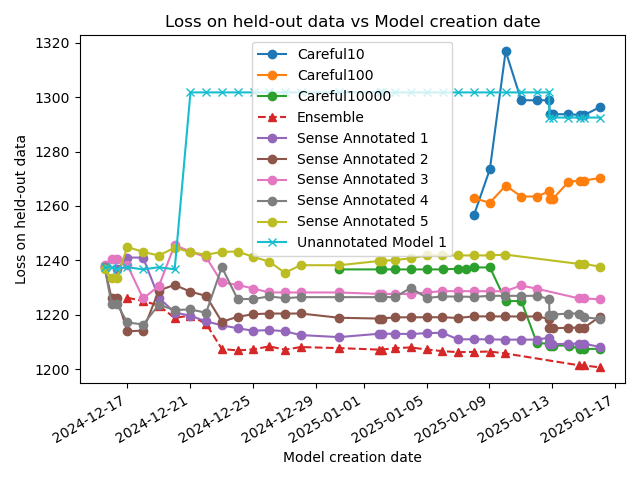 Loss on held-out data vs Model creation date
Loss on held-out data
1320
1300
1280
1260
1240
1220
1200
Careful10
Careful100
Careful10000
Ensemble
Sense Annotated 1
Sense Annotated 2
Sense Annotated 3
Sense Annotated 4
Sense Annotated 5
Unannotated Model 1
2024-12-17
2024-12-21
2024-12-25
2024-12-29
2025-01-01
2025-01-05
2025-01-09
2025-01-13
2025-01-17
Model creation date